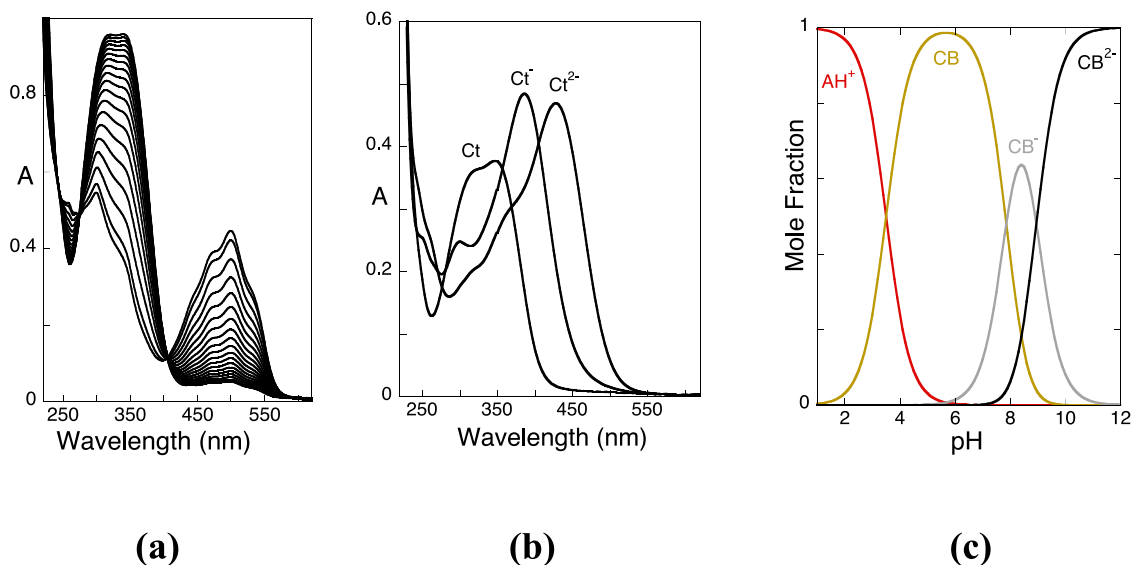 0.8
A
0.4
0
250 350 450 550
Wavelength (nm)
(a)
0.6
0.4
A
0.2
0
Ct
Ct⁻
Ct²⁻
250 350 450 550
Wavelength (nm)
(b)
1
Mole Fraction
0
AH⁺
CB
CB⁻
CB²⁻
2 4 6 8 10 12
pH
(c)